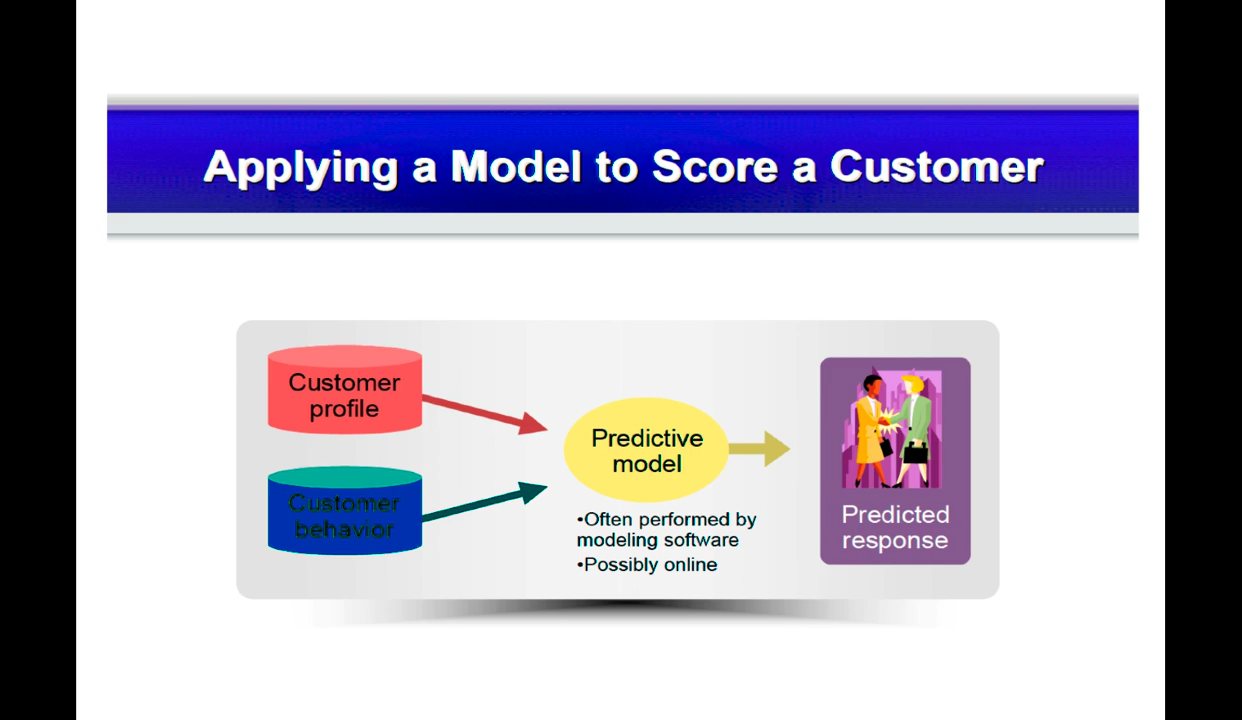 Applying a Model to Score a Customer
Customer
profile
Customer
behavior
Predictive
model
•Often performed by
modeling software
•Possibly online
Predicted
response